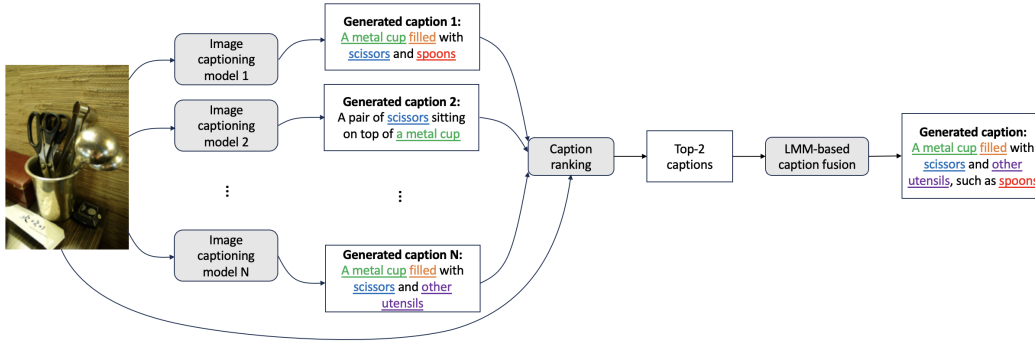 Image
captioning
model 1
Generated caption 1:
A metal cup filled with
scissors and spoons
Image
captioning
model 2
Generated caption 2:
A pair of scissors sitting
on top of a metal cup
...
...
Image
captioning
model N
Generated caption N:
A metal cup filled with
scissors and other
utensils
Caption
ranking
Top-2
captions
LMM-based
caption fusion
Generated caption:
A metal cup filled with
scissors and other
utensils, such as spoons